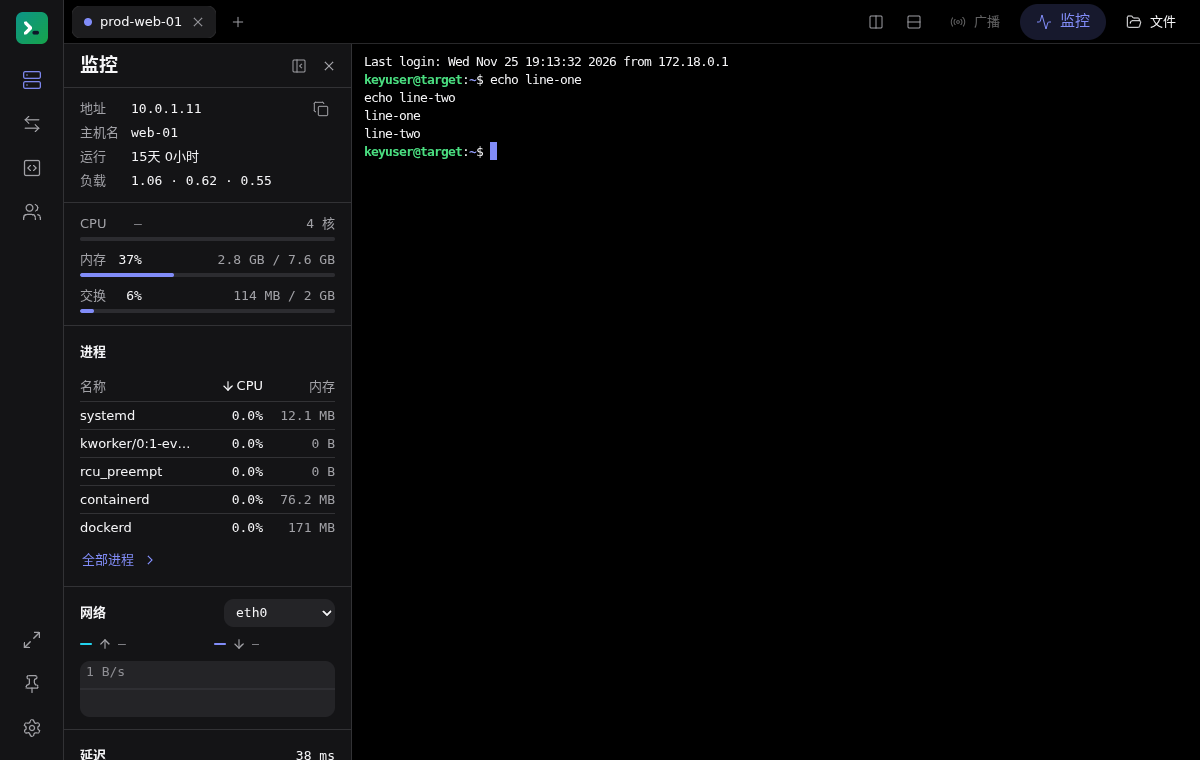 prod-web-01
广播
监控
文件
监控
地址 10.0.1.11
主机名 web-01
运行 15天 0小时
负载 1.06 · 0.62 · 0.55
CPU — 4 核
内存 37% 2.8 GB / 7.6 GB
交换 6% 114 MB / 2 GB
进程
名称 CPU 内存
systemd 0.0% 12.1 MB
kworker/0:1-ev… 0.0% 0 B
rcu_preempt 0.0% 0 B
containerd 0.0% 76.2 MB
dockerd 0.0% 171 MB
全部进程
网络 eth0
↑ — ↓ —
1 B/s
延迟 38 ms
Last login: Wed Nov 25 19:13:32 2026 from 172.18.0.1
keyuser@target:~$ echo line-one
echo line-two
line-one
line-two
keyuser@target:~$